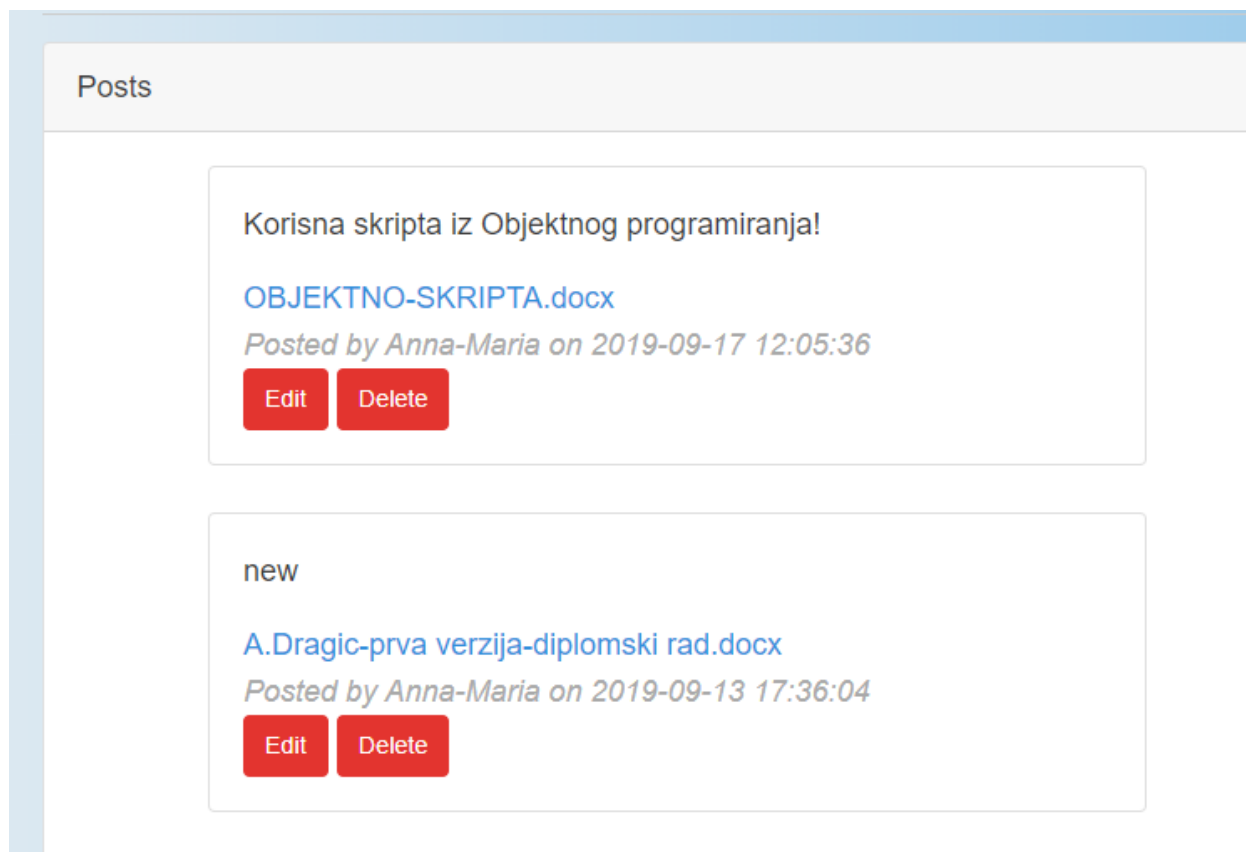 Posts
Korisna skripta iz Objektnog programiranja!
OBJEKTNO-SKRIPTA.docx
Posted by Anna-Maria on 2019-09-17 12:05:36
Edit Delete
new
A.Dragic-prva verzija-diplomski rad.docx
Posted by Anna-Maria on 2019-09-13 17:36:04
Edit Delete